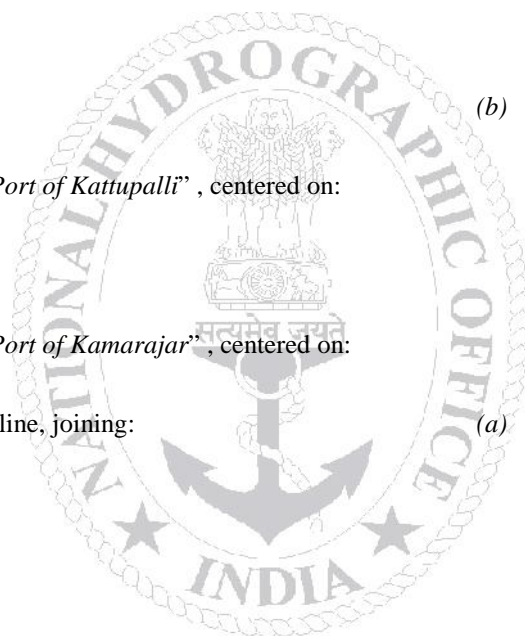 (b)
Port of Kattupalli” , centered on:
Port of Kamarajar” , centered on:
line, joining: (a)
NATIONAL HYDROGRAPHIC OFFICE
सत्यमेव जयते
INDIA